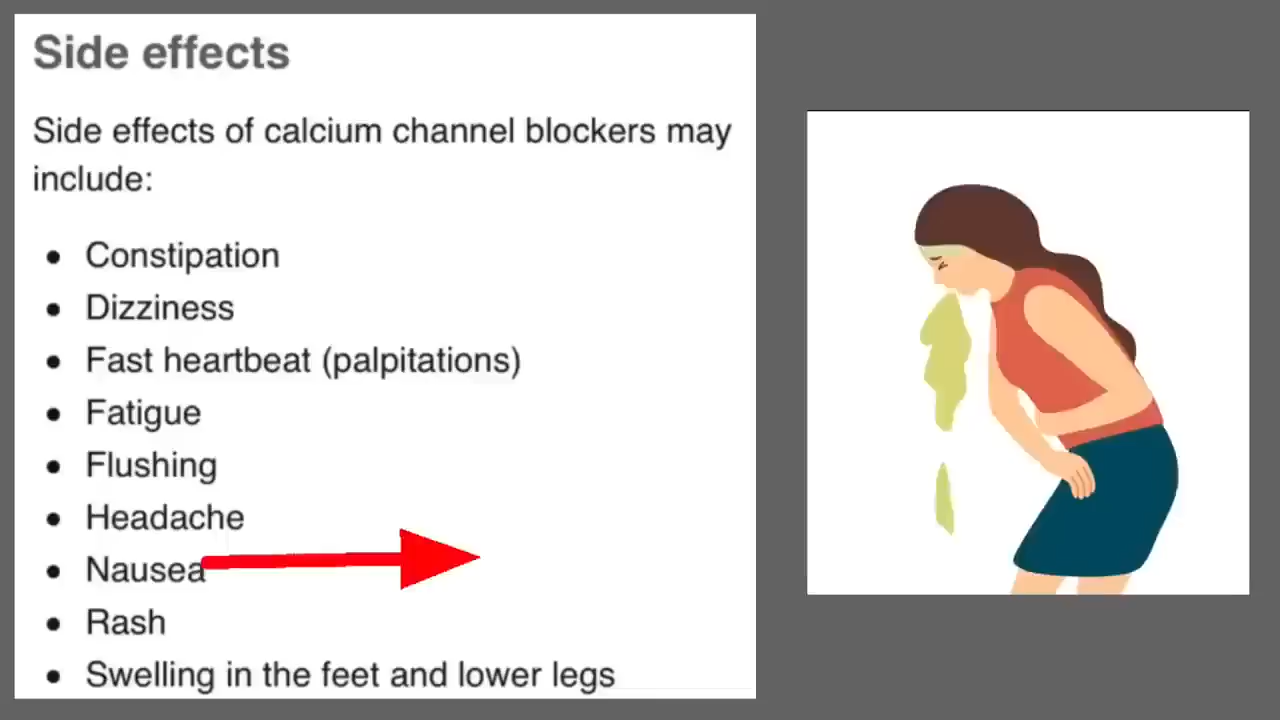 Side effects
Side effects of calcium channel blockers may
include:
• Constipation
• Dizziness
• Fast heartbeat (palpitations)
• Fatigue
• Flushing
• Headache
• Nausea
• Rash
• Swelling in the feet and lower legs